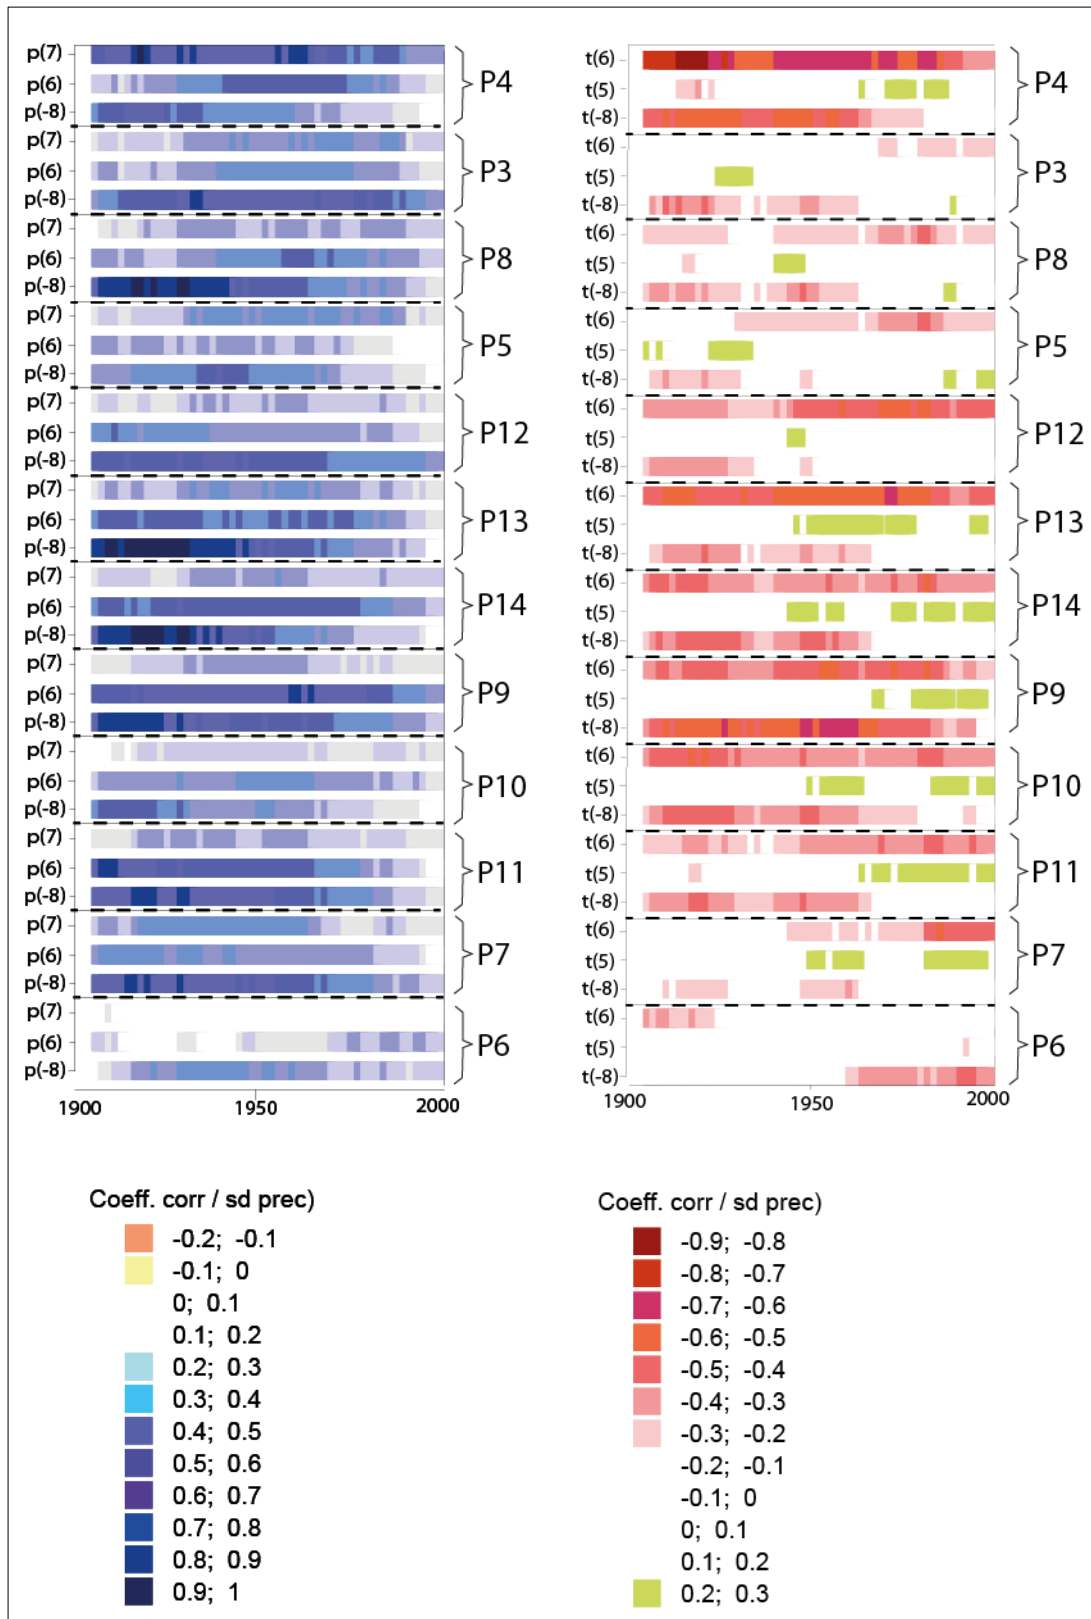 p(7)
p(6)
p(-8)
P4
p(7)
p(6)
p(-8)
P3
p(7)
p(6)
p(-8)
P8
p(7)
p(6)
p(-8)
P5
p(7)
p(6)
p(-8)
P12
p(7)
p(6)
p(-8)
P13
p(7)
p(6)
p(-8)
P14
p(7)
p(6)
p(-8)
P9
p(7)
p(6)
p(-8)
P10
p(7)
p(6)
p(-8)
P11
p(7)
p(6)
p(-8)
P7
p(7)
p(6)
p(-8)
P6
1900 1950 2000
t(6)
t(5)
t(-8)
P4
t(6)
t(5)
t(-8)
P3
t(6)
t(5)
t(-8)
P8
t(6)
t(5)
t(-8)
P5
t(6)
t(5)
t(-8)
P12
t(6)
t(5)
t(-8)
P13
t(6)
t(5)
t(-8)
P14
t(6)
t(5)
t(-8)
P9
t(6)
t(5)
t(-8)
P10
t(6)
t(5)
t(-8)
P11
t(6)
t(5)
t(-8)
P7
t(6)
t(5)
t(-8)
P6
1900 1950 2000
Coeff. corr / sd prec)
-0.2; -0.1
-0.1; 0
0; 0.1
0.1; 0.2
0.2; 0.3
0.3; 0.4
0.4; 0.5
0.5; 0.6
0.6; 0.7
0.7; 0.8
0.8; 0.9
0.9; 1
Coeff. corr / sd prec)
-0.9; -0.8
-0.8; -0.7
-0.7; -0.6
-0.6; -0.5
-0.5; -0.4
-0.4; -0.3
-0.3; -0.2
-0.2; -0.1
-0.1; 0
0; 0.1
0.1; 0.2
0.2; 0.3